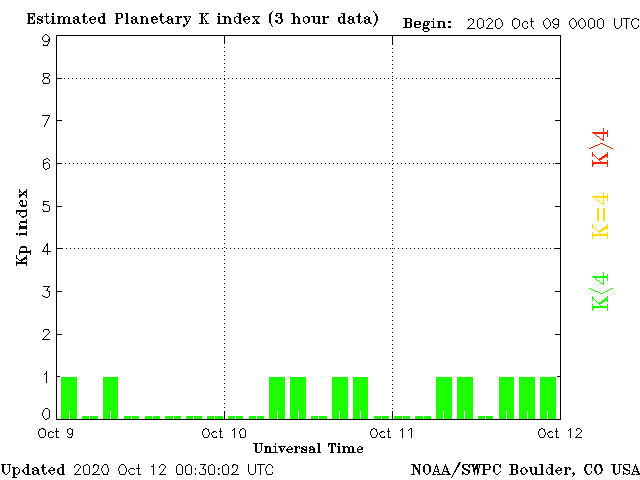 Estimated Planetary K index (3 hour data)
Begin: 2020 Oct 09 0000 UTC
9
8
7
6
5
4
3
2
1
0
Kp index
K>4
K=4
K<4
Oct 9
Oct 10
Oct 11
Oct 12
Universal Time
Updated 2020 Oct 12 00:30:02 UTC
NOAA/SWPC Boulder, CO USA